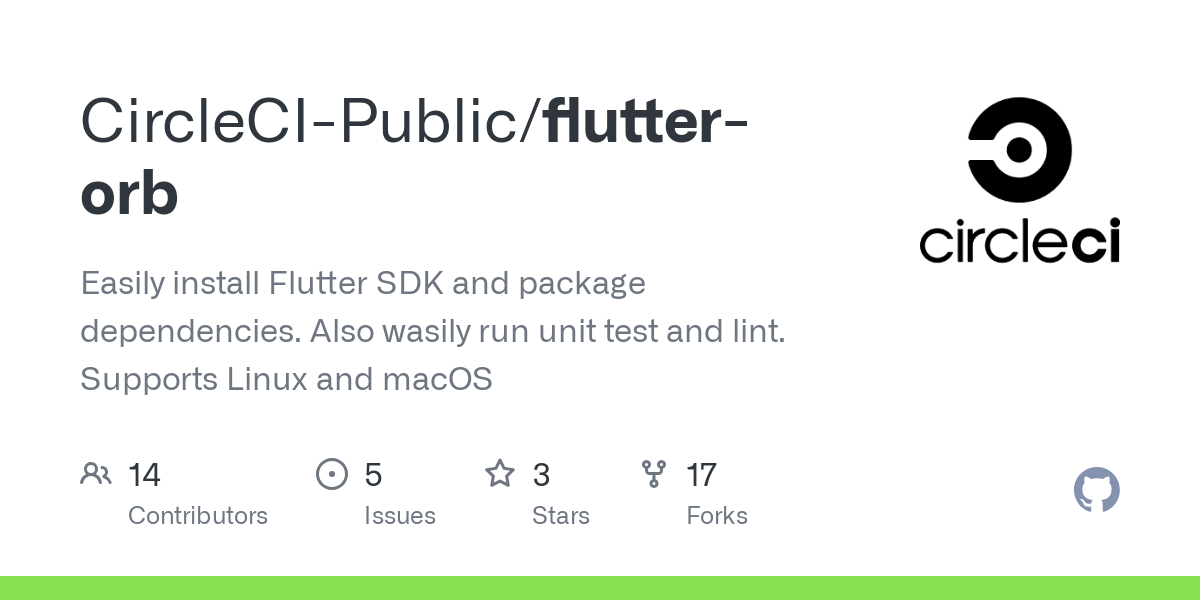 CircleCI-Public/flutter-
orb
circleci
Easily install Flutter SDK and package
dependencies. Also wasily run unit test and lint.
Supports Linux and macOS
14
Contributors
5
Issues
3
Stars
17
Forks